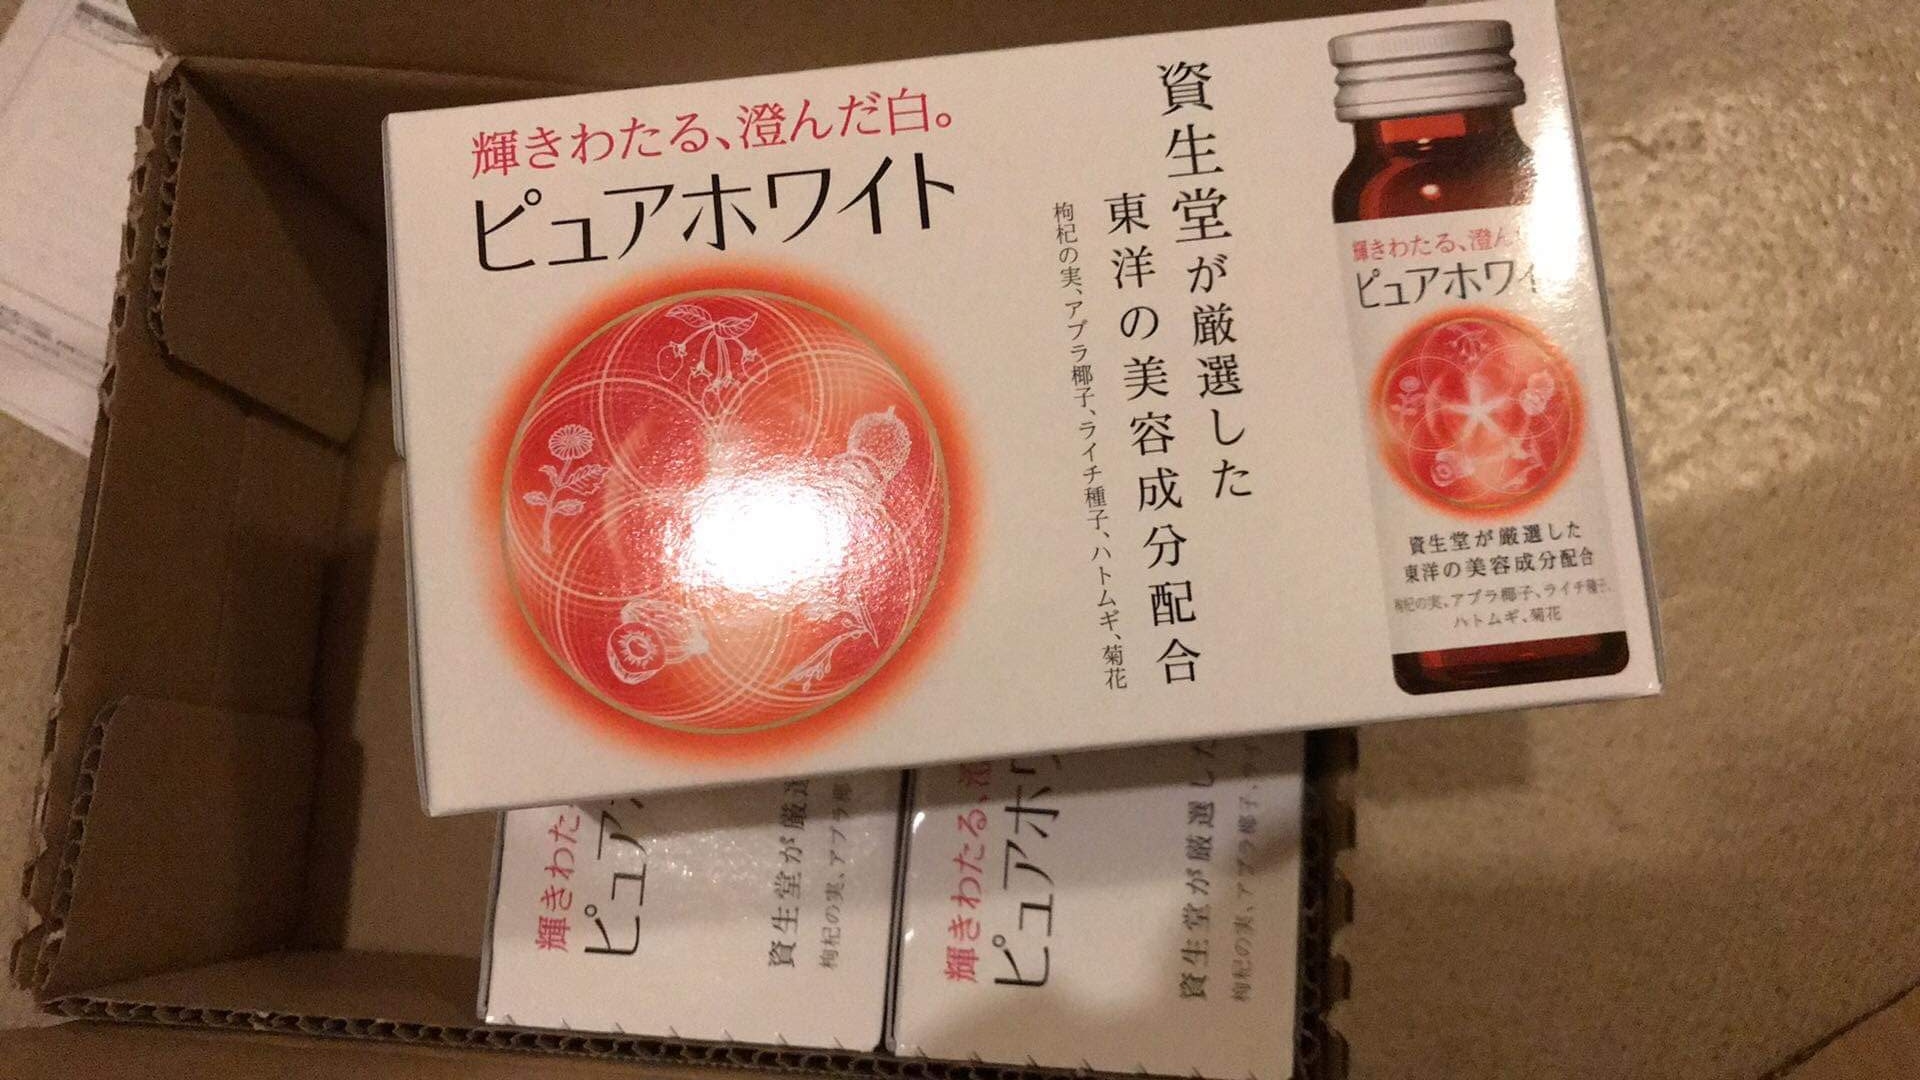 輝きわたる、澄んだ白。
ピュアホワイト
資生堂が厳選した
東洋の美容成分配合
枸杞の実、アブラ椰子、ライチ種子、ハトムギ、菊花
輝きわたる、澄ん
ピュアホワイ
資生堂が厳選した
東洋の美容成分配合
枸杞の実、アブラ椰子、ライチ種子、
ハトムギ、菊花
輝きわた
ピュア
資生堂が厳選
枸杞の実、アブラ椰
輝きわたる、澄
ピュアホワ
資生堂が厳選した
枸杞の実、アブラ椰子、ライ